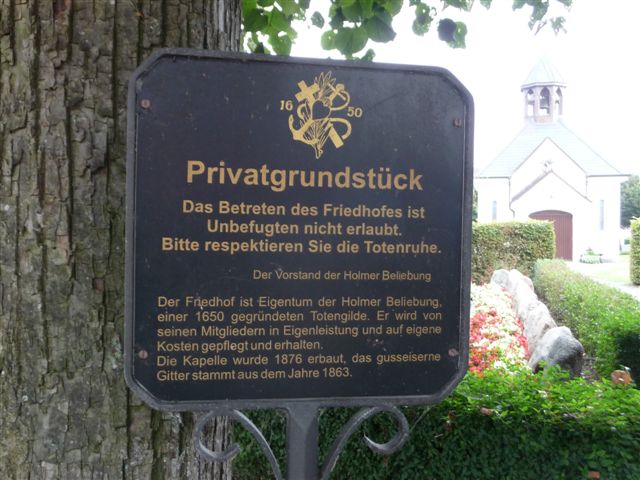 16 50
Privatgrundstück
Das Betreten des Friedhofes ist
Unbefugten nicht erlaubt.
Bitte respektieren Sie die Totenruhe.
Der Vorstand der Holmer Beliebung
Der Friedhof ist Eigentum der Holmer Beliebung,
einer 1650 gegründeten Totengilde. Er wird von
seinen Mitgliedern in Eigenleistung und auf eigene
Kosten gepflegt und erhalten.
Die Kapelle wurde 1876 erbaut, das gusseiserne
Gitter stammt aus dem Jahre 1863.